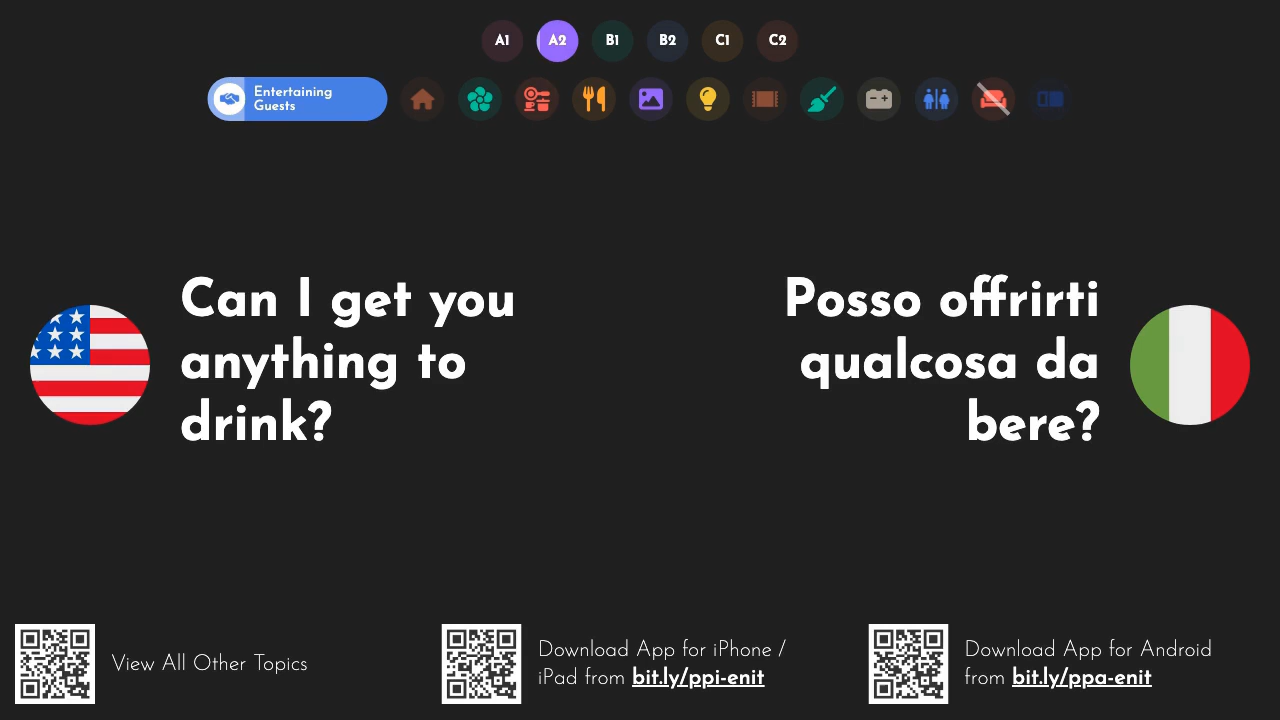 A1 A2 B1 B2 C1 C2
Entertaining
Guests
Can I get you
anything to
drink?
Posso offrirti
qualcosa da
bere?
View All Other Topics
Download App for iPhone /
iPad from bit.ly/ppi-enit
Download App for Android
from bit.ly/ppa-enit